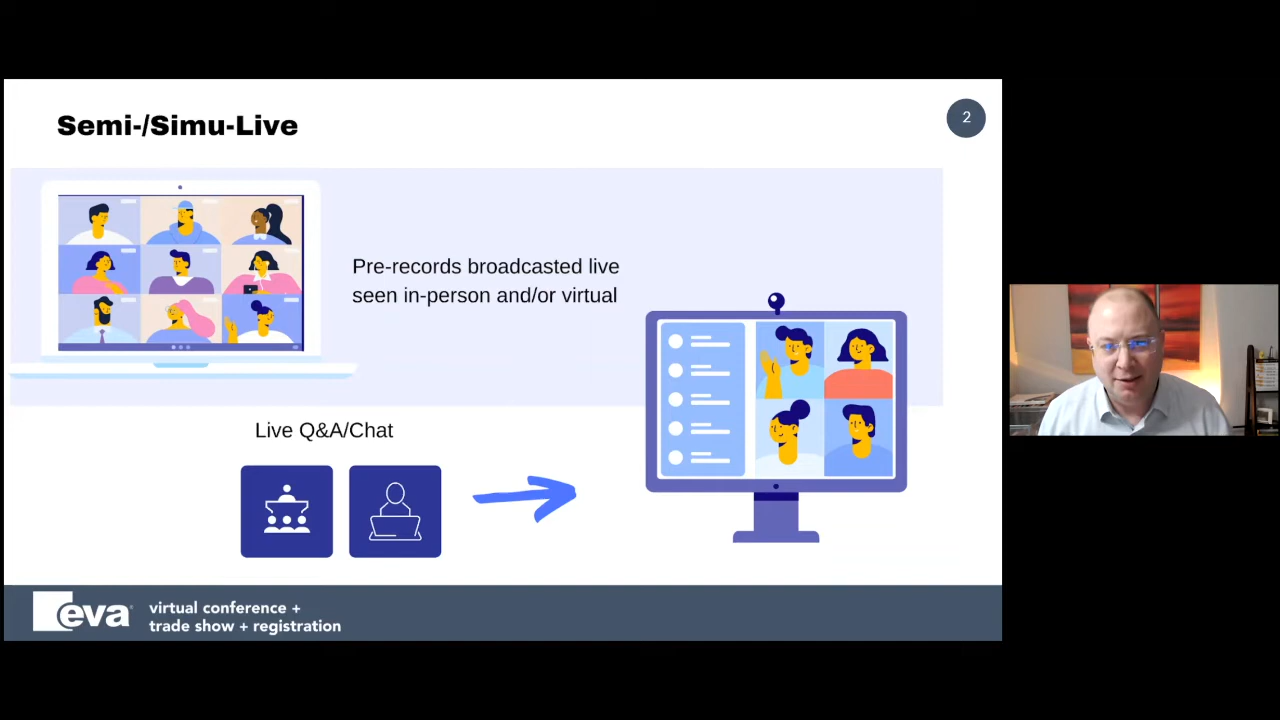 Semi-/Simu-Live
2
Pre-records broadcasted live
seen in-person and/or virtual
Live Q&A/Chat
eva
virtual conference +
trade show + registration